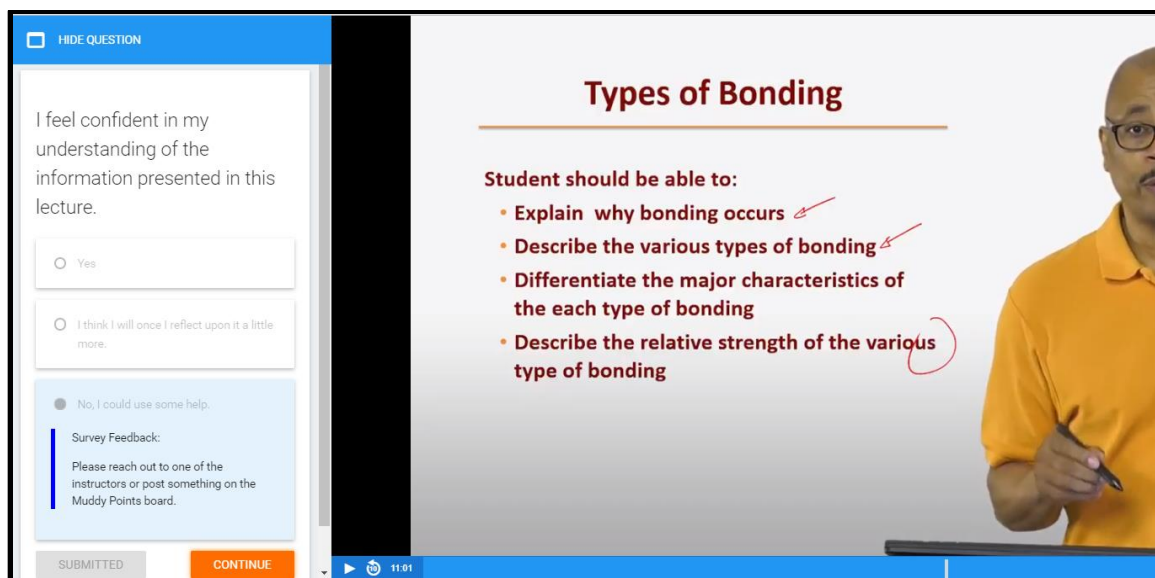 HIDE QUESTION
I feel confident in my
understanding of the
information presented in this
lecture.
Yes
I think I will once I reflect upon it a little
more.
No, I could use some help.
Survey Feedback:
Please reach out to one of the
instructors or post something on the
Muddy Points board.
SUBMITTED
CONTINUE
Types of Bonding
Student should be able to:
• Explain why bonding occurs
• Describe the various types of bonding
• Differentiate the major characteristics of
the each type of bonding
• Describe the relative strength of the various
type of bonding
10
11:01